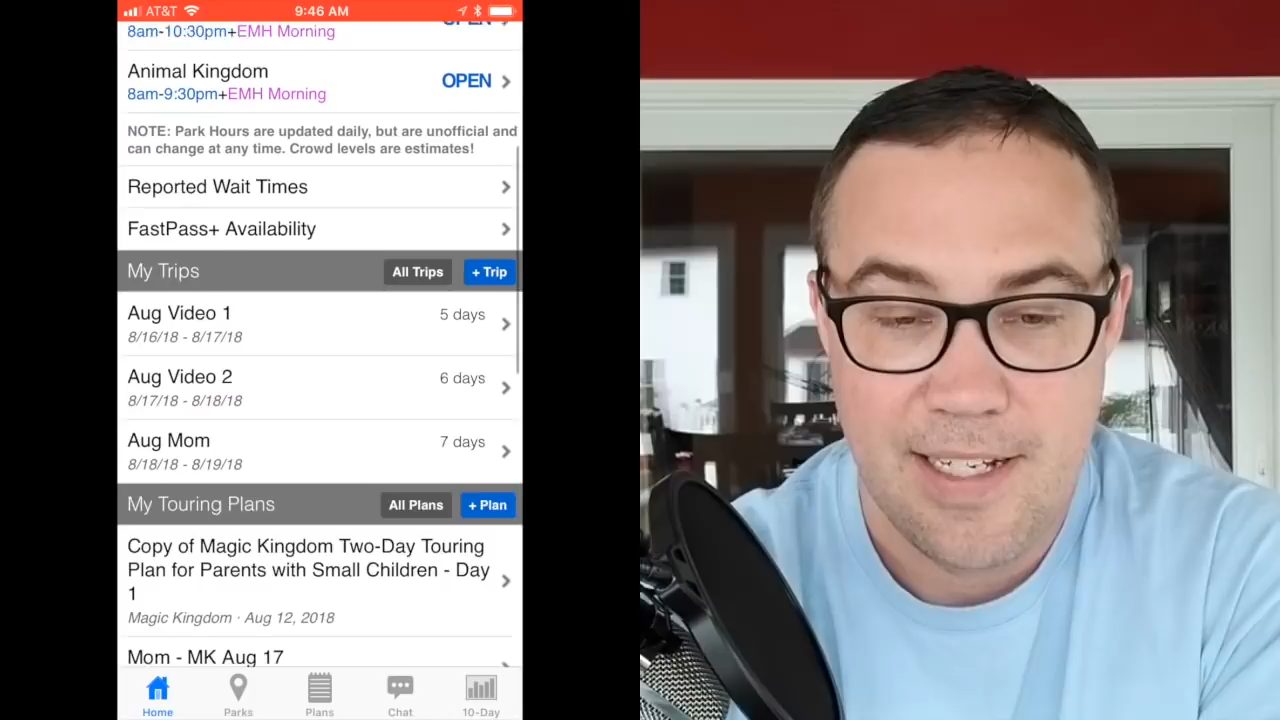 AT&T 9:46 AM
OPEN
8am-10:30pm+EMH Morning
Animal Kingdom
OPEN
8am-9:30pm+EMH Morning
NOTE: Park Hours are updated daily, but are unofficial and
can change at any time. Crowd levels are estimates!
Reported Wait Times
FastPass+ Availability
My Trips All Trips + Trip
Aug Video 1 5 days
8/16/18 - 8/17/18
Aug Video 2 6 days
8/17/18 - 8/18/18
Aug Mom 7 days
8/18/18 - 8/19/18
My Touring Plans All Plans + Plan
Copy of Magic Kingdom Two-Day Touring
Plan for Parents with Small Children - Day
1
Magic Kingdom · Aug 12, 2018
Mom - MK Aug 17
Home Parks Plans Chat 10-Day